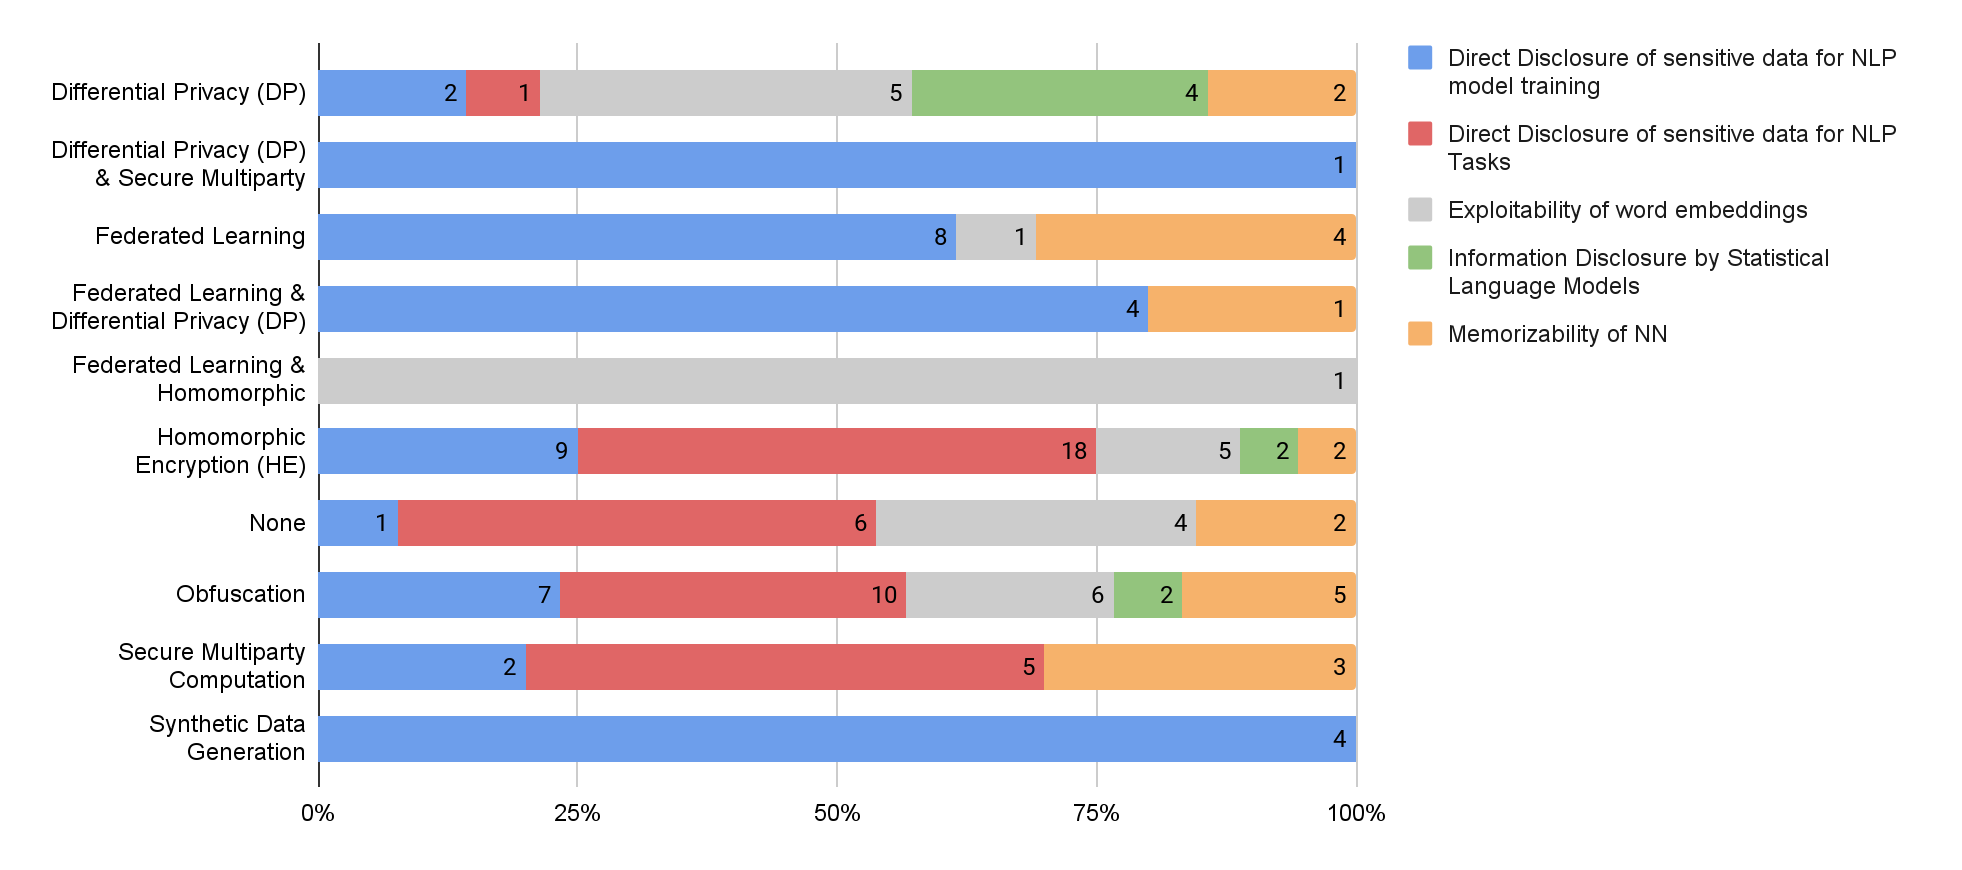 Differential Privacy (DP)
2 1 5 4 2
Differential Privacy (DP)
& Secure Multiparty
1
Federated Learning
8 1 4
Federated Learning &
Differential Privacy (DP)
4 1
Federated Learning &
Homomorphic
1
Homomorphic
Encryption (HE)
9 18 5 2 2
None
1 6 4 2
Obfuscation
7 10 6 2 5
Secure Multiparty
Computation
2 5 3
Synthetic Data
Generation
4
0% 25% 50% 75% 100%
Direct Disclosure of sensitive data for NLP
model training
Direct Disclosure of sensitive data for NLP
Tasks
Exploitability of word embeddings
Information Disclosure by Statistical
Language Models
Memorizability of NN